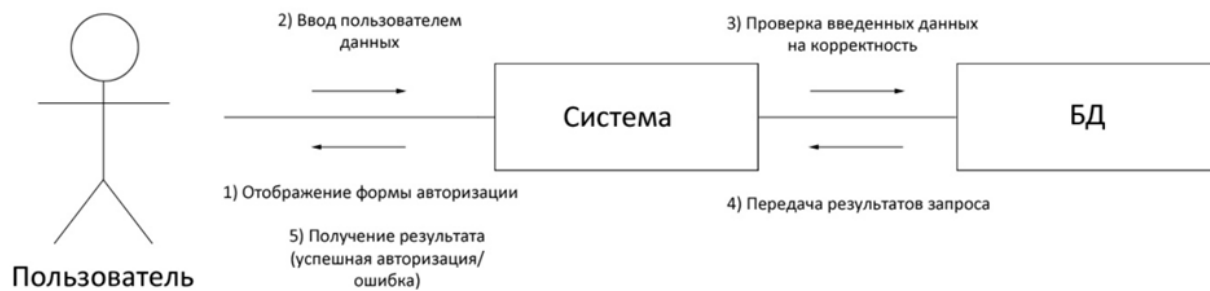 2) Ввод пользователем
данных
3) Проверка введенных данных
на корректность
Система
БД
1) Отображение формы авторизации
4) Передача результатов запроса
5) Получение результата
(успешная авторизация/
ошибка)
Пользователь